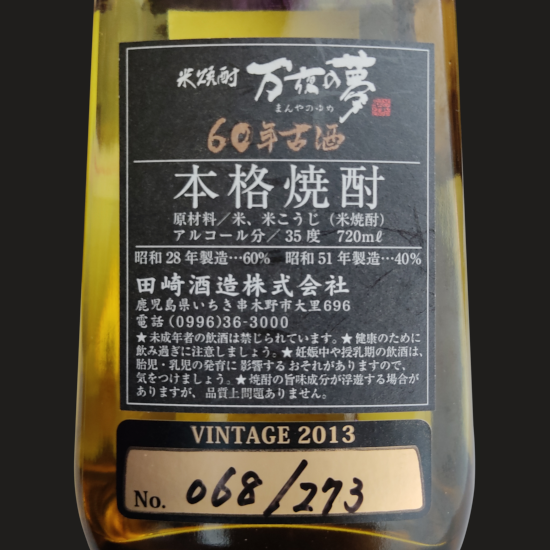 米焼酎 万夜の夢
まんやのゆめ
60年古酒
本格焼酎
原材料／米、米こうじ（米焼酎）
アルコール分／35度 720mℓ
昭和28年製造…60% 昭和51年製造…40%
田崎酒造株式会社
鹿児島県いちき串木野市大里696
電話(0996)36-3000
★未成年者の飲酒は禁じられています。★健康のために
飲み過ぎに注意しましょう。★妊娠中や授乳期の飲酒は、
胎児・乳児の発育に影響するおそれがありますので、
気をつけましょう。★焼酎の旨味成分が浮遊する場合が
ありますが、品質上問題ありません。
VINTAGE 2013
No. 068/273